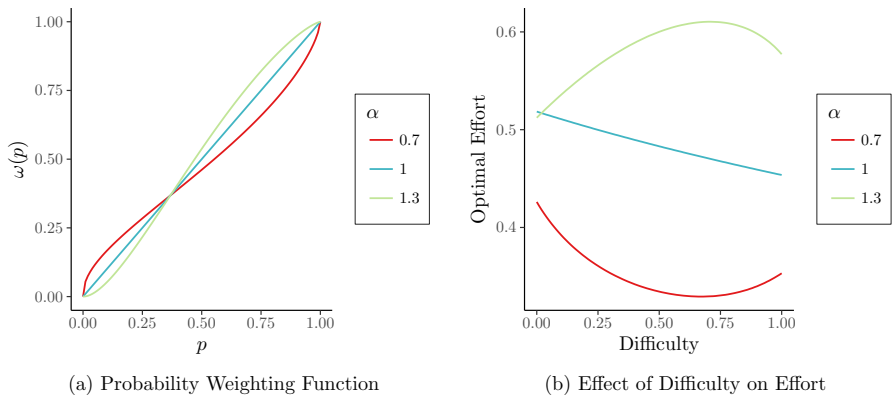 1.00
0.75
0.50
0.25
0.00
ω(p)
0.00 0.25 0.50 0.75 1.00
p
α
0.7
1
1.3
(a) Probability Weighting Function
0.6
0.5
0.4
Optimal Effort
0.00 0.25 0.50 0.75 1.00
Difficulty
α
0.7
1
1.3
(b) Effect of Difficulty on Effort